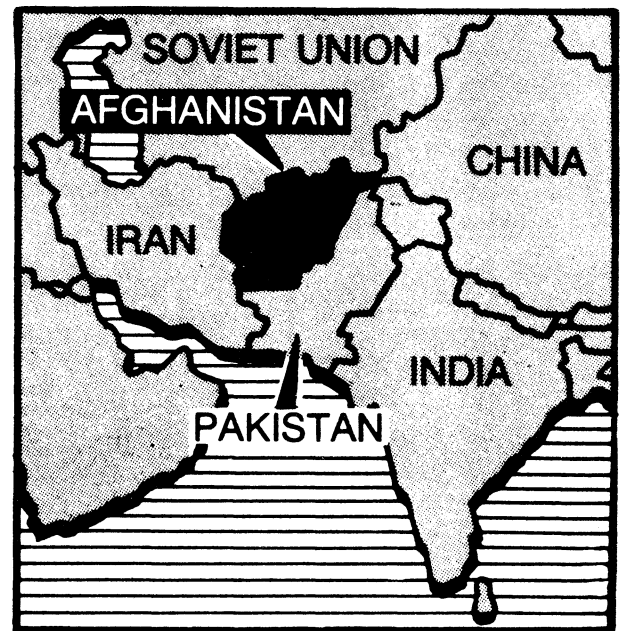 SOVIET UNION
AFGHANISTAN
CHINA
IRAN
INDIA
PAKISTAN